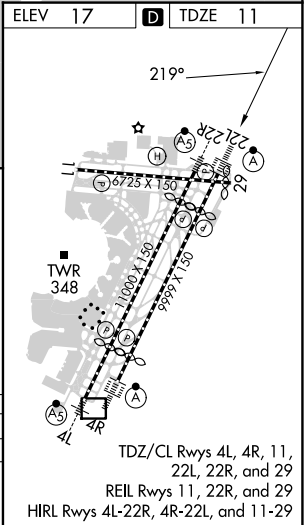 ELEV 17 D TDZE 11
219°
A5 22R 22L A
H
11 P 6725 X 150 P 29
P P
TWR
348
11000 X 150
9999 X 150
P P
A5 A
4L 4R
TDZ/CL Rwys 4L, 4R, 11,
22L, 22R, and 29
REIL Rwys 11, 22R, and 29
HIRL Rwys 4L-22R, 4R-22L, and 11-29